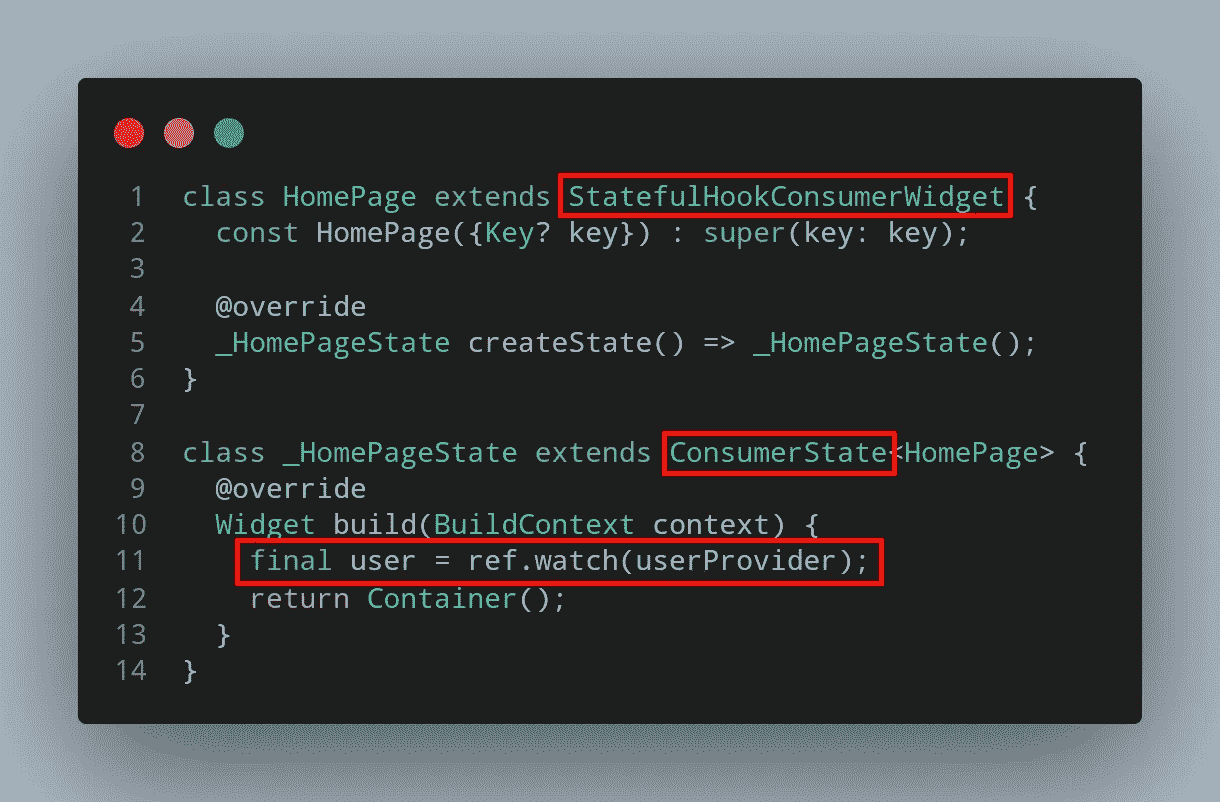 1 class HomePage extends StatefulHookConsumerWidget {
2   const HomePage({Key? key}) : super(key: key);
3
4   @override
5   _HomePageState createState() => _HomePageState();
6 }
7
8 class _HomePageState extends ConsumerState<HomePage> {
9   @override
10   Widget build(BuildContext context) {
11     final user = ref.watch(userProvider);
12     return Container();
13   }
14 }